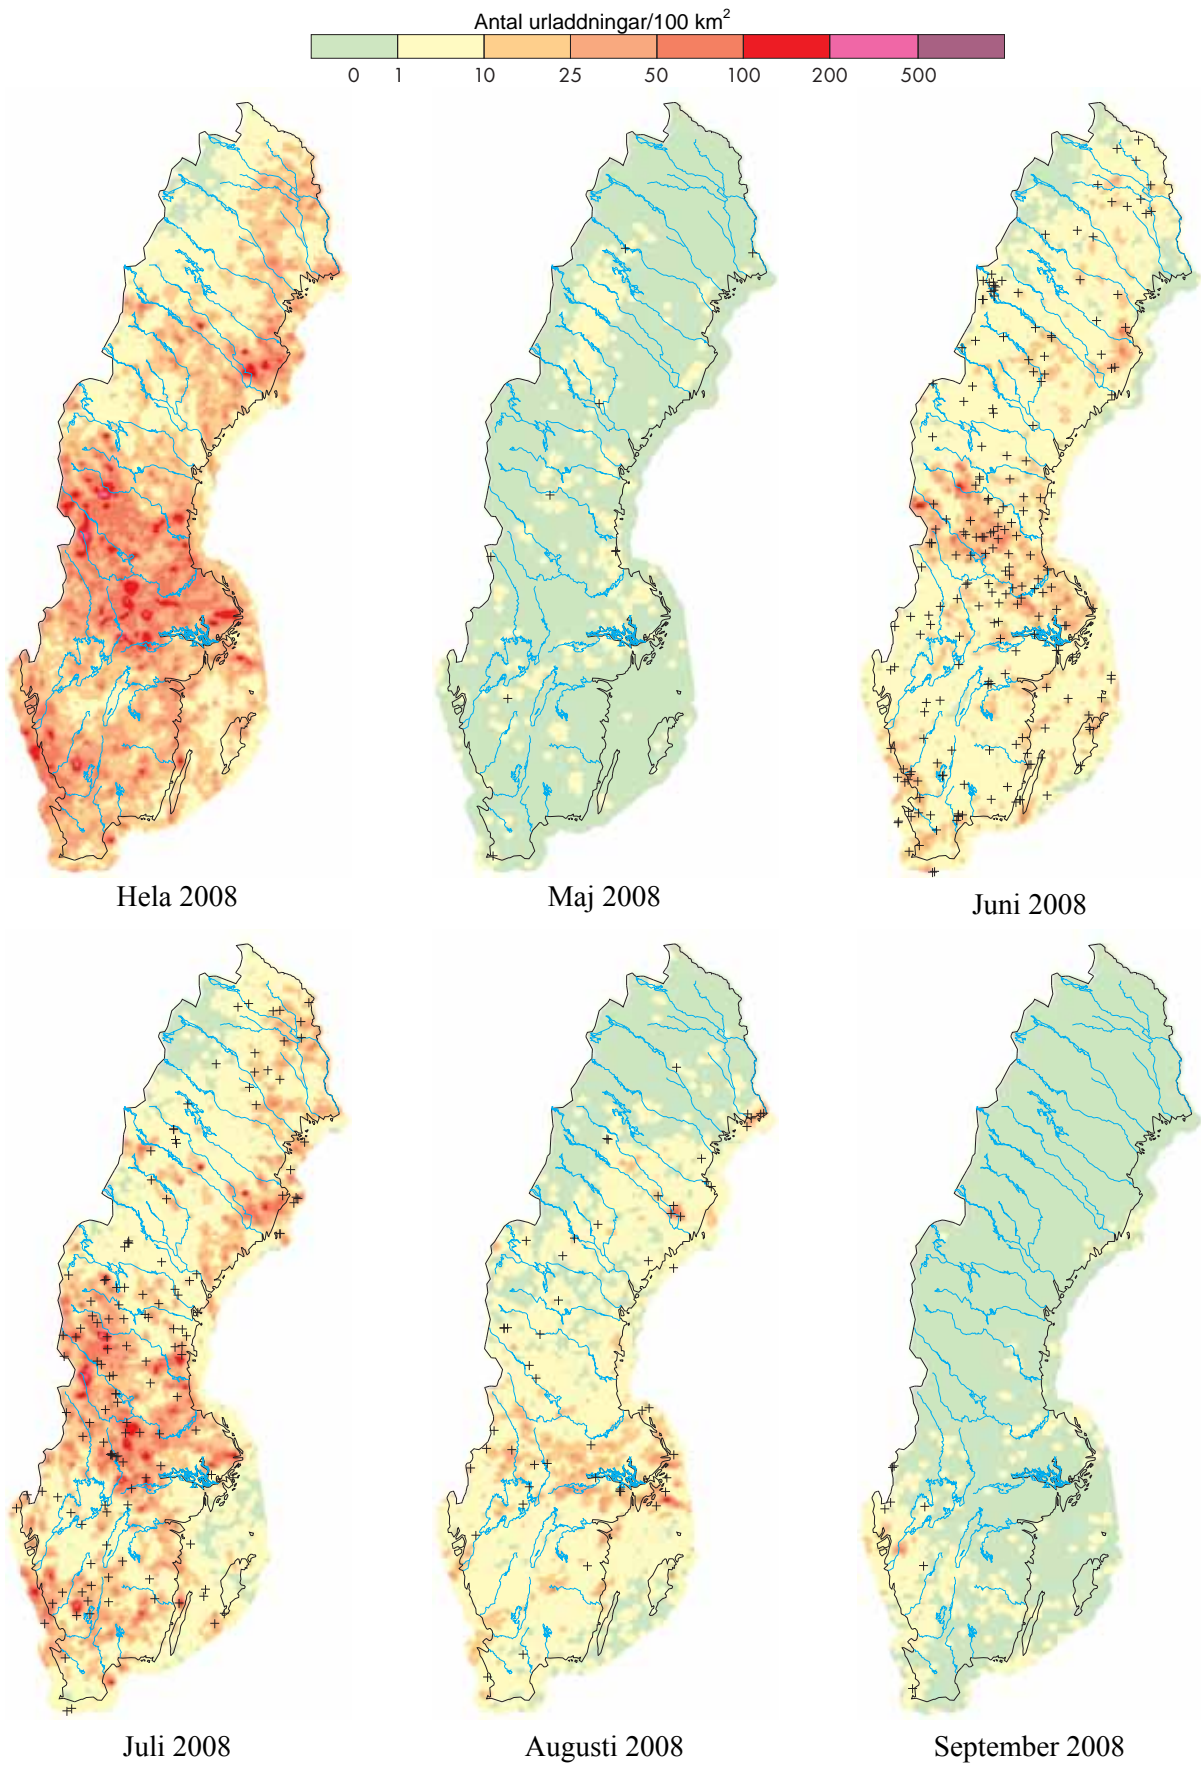 Antal urladdningar/100 km²
0 1 10 25 50 100 200 500
Hela 2008
Maj 2008
Juni 2008
Juli 2008
Augusti 2008
September 2008